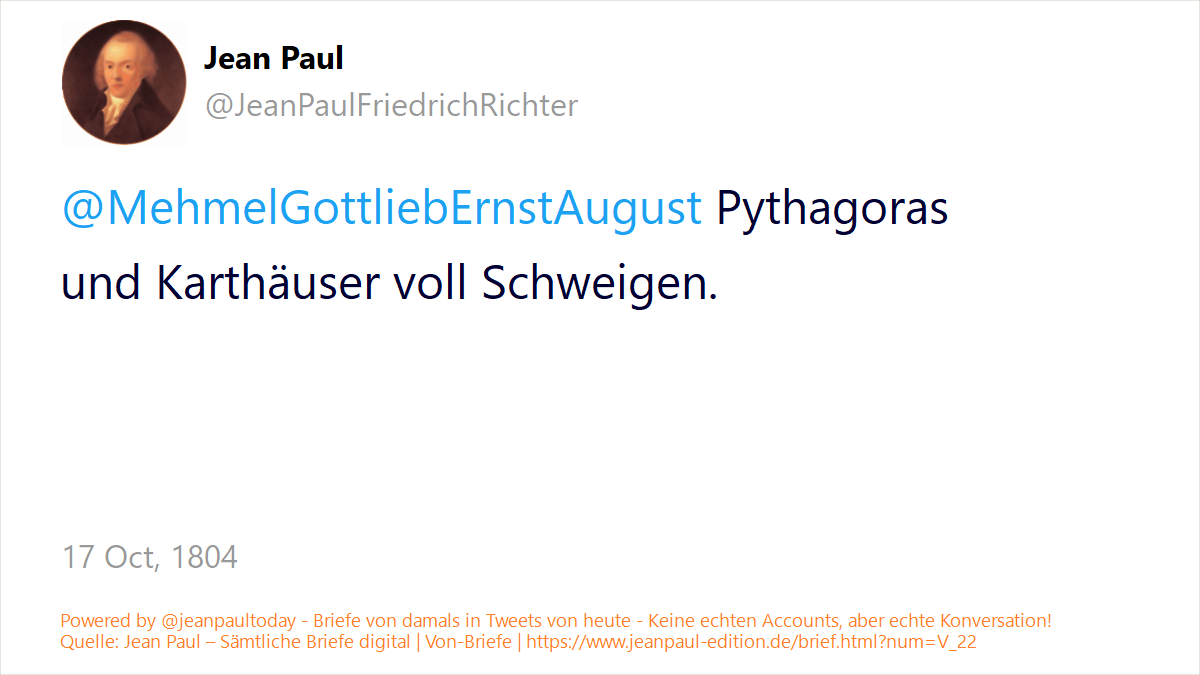 Jean Paul
@JeanPaulFriedrichRichter
@MehmelGottliebErnstAugust Pythagoras
und Karthäuser voll Schweigen.
17 Oct, 1804
Powered by @jeanpaultoday - Briefe von damals in Tweets von heute - Keine echten Accounts, aber echte Konversation!
Quelle: Jean Paul – Sämtliche Briefe digital | Von-Briefe | https://www.jeanpaul-edition.de/brief.html?num=V_22